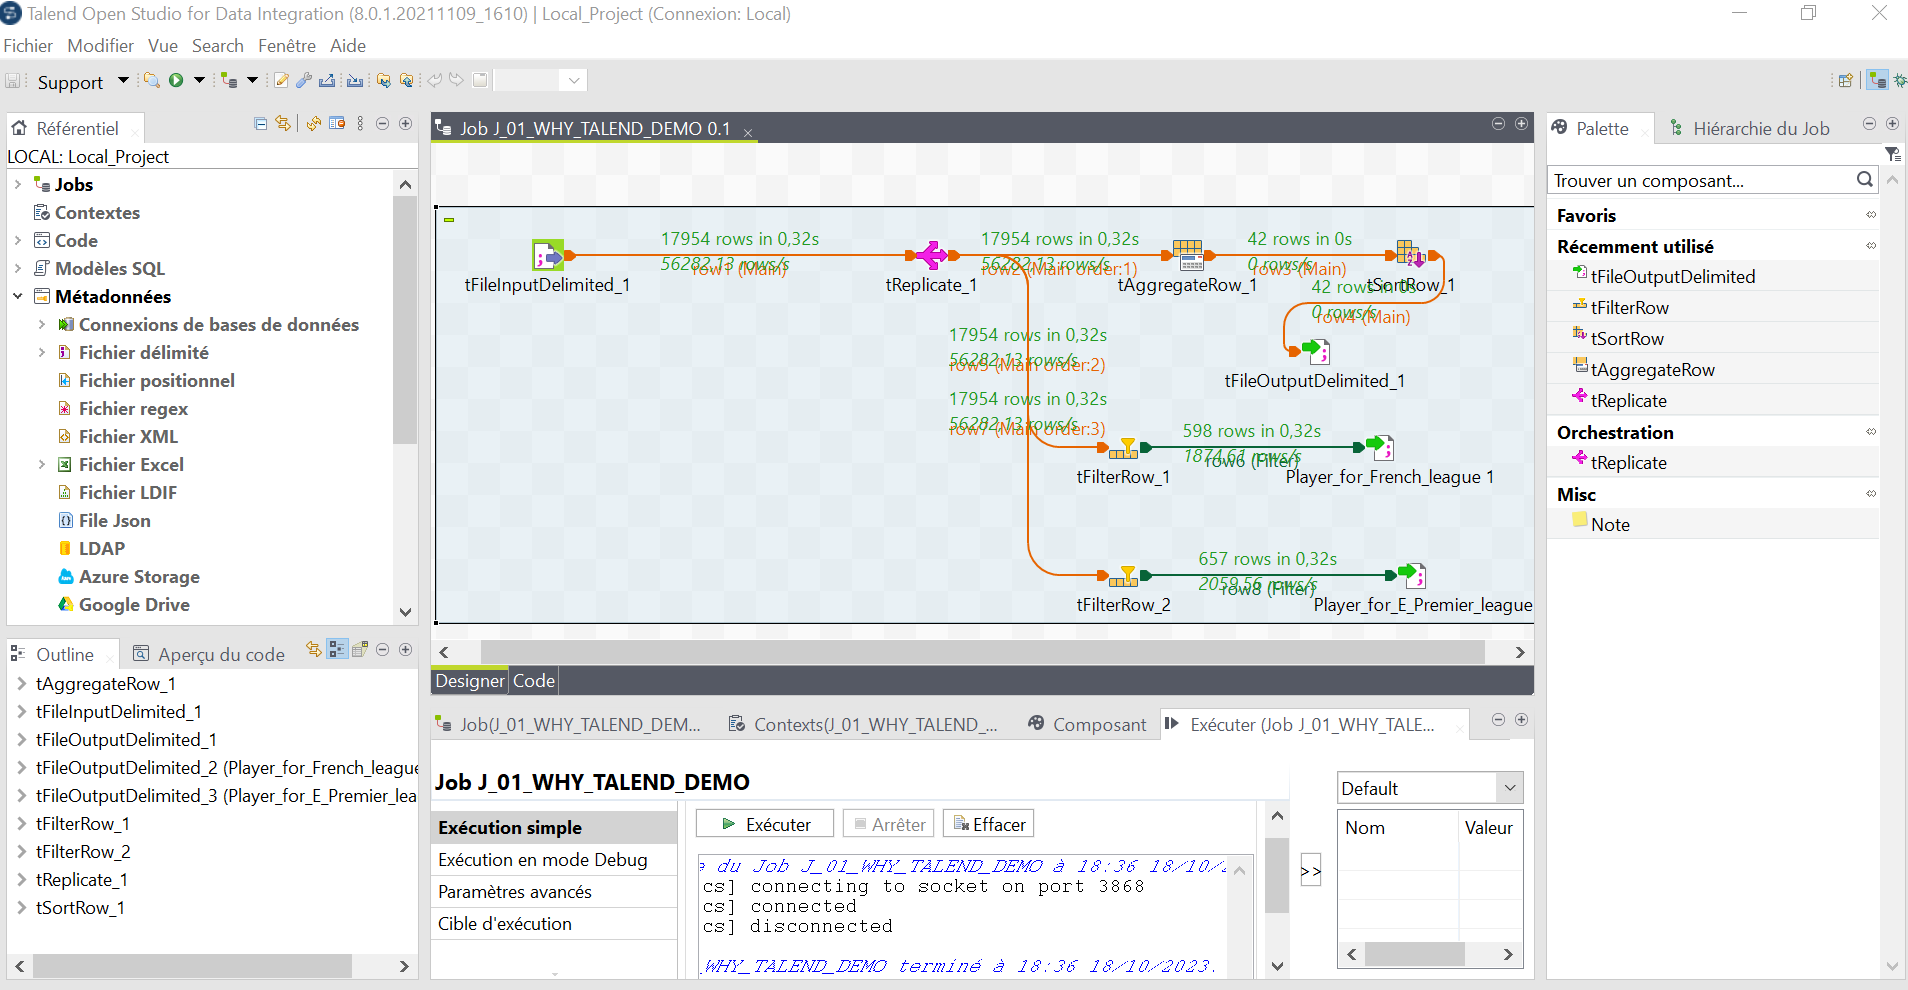 Talend Open Studio for Data Integration (8.0.1.20211109_1610) | Local_Project (Connexion: Local)
Fichier Modifier Vue Search Fenêtre Aide
Support
Référentiel
LOCAL: Local_Project
Jobs
Contextes
Code
Modèles SQL
Métadonnées
Connexions de bases de données
Fichier délimité
Fichier positionnel
Fichier regex
Fichier XML
Fichier Excel
Fichier LDIF
File Json
LDAP
Azure Storage
Google Drive
Outline
Aperçu du code
tAggregateRow_1
tFileInputDelimited_1
tFileOutputDelimited_1
tFileOutputDelimited_2 (Player_for_French_league
tFileOutputDelimited_3 (Player_for_E_Premier_lea
tFilterRow_1
tFilterRow_2
tReplicate_1
tSortRow_1
Job J_01_WHY_TALEND_DEMO 0.1
17954 rows in 0,32s
56282,13 rows/s
row1 (Main)
17954 rows in 0,32s
56282,13 rows/s
row2 (Main order:1)
42 rows in 0s
0 rows/s
row3 (Main)
tFileInputDelimited_1
tReplicate_1
tAggregateRow_1
tSortRow_1
42 rows in 0s
0 rows/s
row4 (Main)
17954 rows in 0,32s
56282,13 rows/s
row5 (Main order:2)
tFileOutputDelimited_1
17954 rows in 0,32s
56282,13 rows/s
row7 (Main order:3)
598 rows in 0,32s
1874,61 rows/s
row6 (Filter)
tFilterRow_1
Player_for_French_league 1
657 rows in 0,32s
2059,56 rows/s
row8 (Filter)
tFilterRow_2
Player_for_E_Premier_league
Designer Code
Job(J_01_WHY_TALEND_DEM...
Contexts(J_01_WHY_TALEND_...
Composant
Exécuter (Job J_01_WHY_TALE...
Job J_01_WHY_TALEND_DEMO
Exécution simple
Exécution en mode Debug
Paramètres avancés
Cible d'exécution
Exécuter
Arrêter
Effacer
du Job J_01_WHY_TALEND_DEMO à 18:36 18/10/
cs] connecting to socket on port 3868
cs] connected
cs] disconnected
_WHY_TALEND_DEMO terminé à 18:36 18/10/2023.
>>
Default
Nom Valeur
Palette
Hiérarchie du Job
Trouver un composant...
Favoris
Récemment utilisé
tFileOutputDelimited
tFilterRow
tSortRow
tAggregateRow
tReplicate
Orchestration
tReplicate
Misc
Note